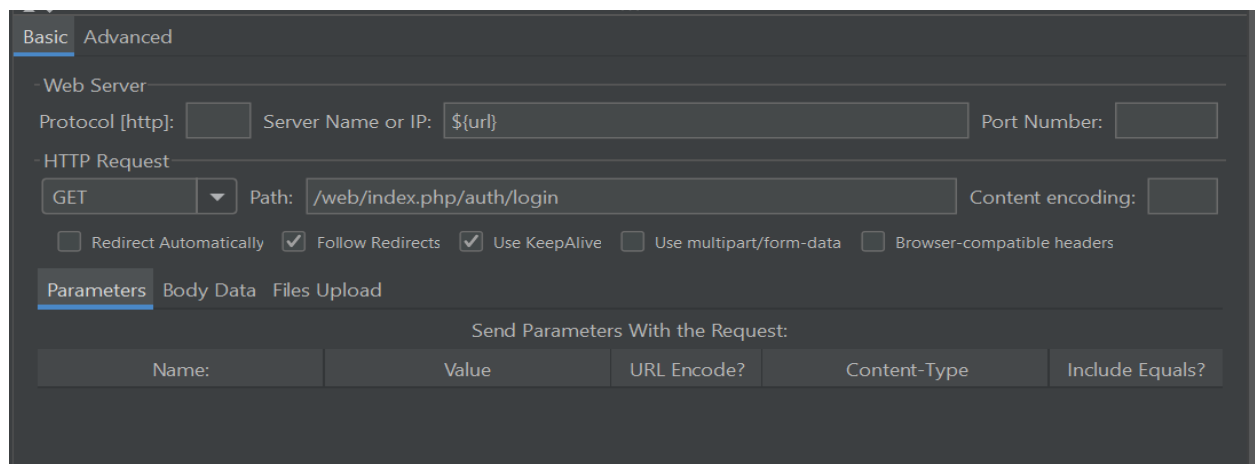 Basic Advanced
Web Server
Protocol [http]: Server Name or IP: ${url} Port Number:
HTTP Request
GET Path: /web/index.php/auth/login Content encoding:
Redirect Automatically Follow Redirects Use KeepAlive Use multipart/form-data Browser-compatible headers
Parameters Body Data Files Upload
Send Parameters With the Request:
Name: Value URL Encode? Content-Type Include Equals?